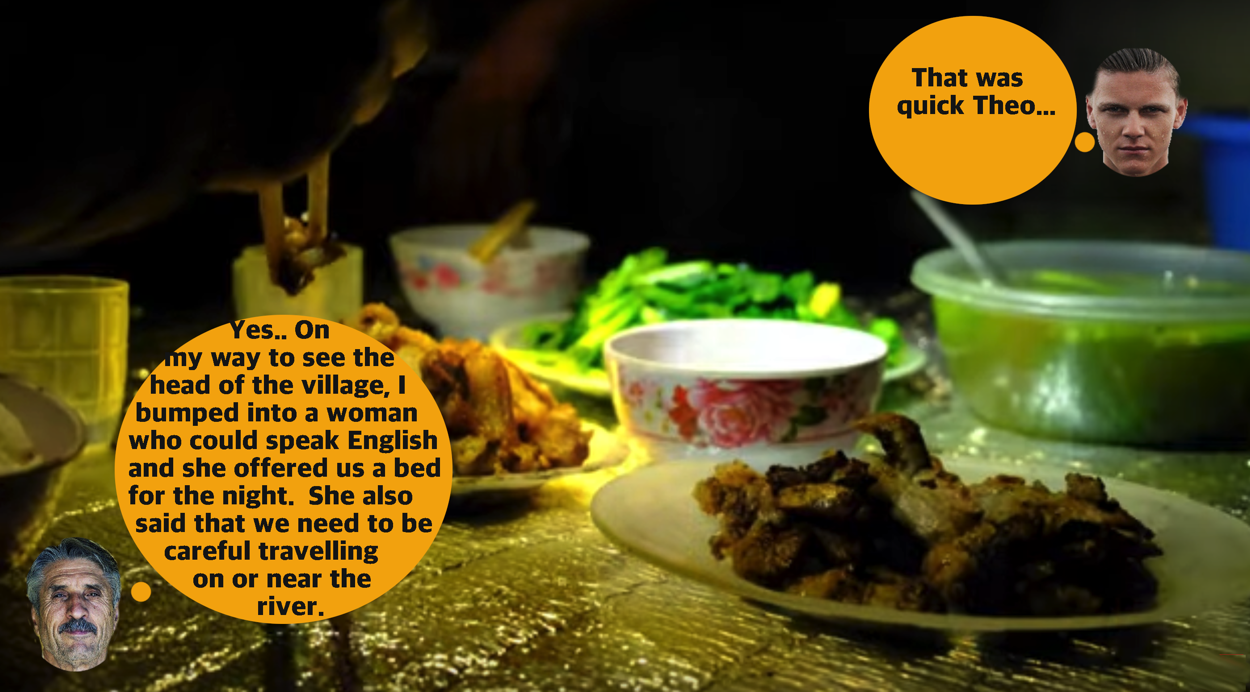 That was
quick Theo...
Yes.. On
my way to see the
head of the village, I
bumped into a woman
who could speak English
and she offered us a bed
for the night.  She also
said that we need to be
careful travelling
on or near the
river.